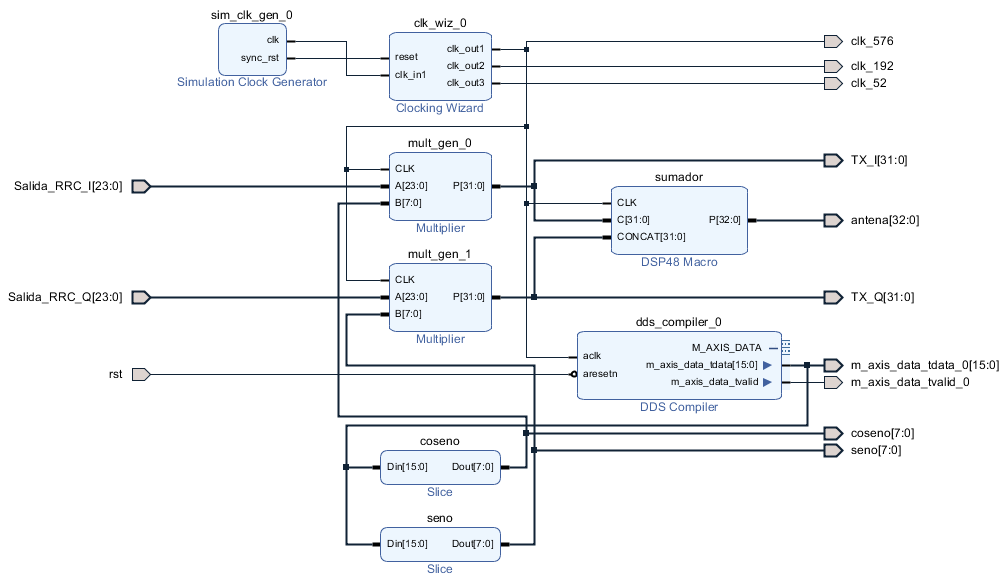 sim_clk_gen_0
clk
sync_rst
Simulation Clock Generator
clk_wiz_0
reset
clk_in1
clk_out1
clk_out2
clk_out3
Clocking Wizard
clk_576
clk_192
clk_52
mult_gen_0
CLK
A[23:0]
B[7:0]
P[31:0]
Multiplier
Salida_RRC_I[23:0]
TX_I[31:0]
sumador
CLK
C[31:0]
CONCAT[31:0]
P[32:0]
DSP48 Macro
antena[32:0]
mult_gen_1
CLK
A[23:0]
B[7:0]
P[31:0]
Multiplier
Salida_RRC_Q[23:0]
TX_Q[31:0]
dds_compiler_0
aclk
aresetn
M_AXIS_DATA
m_axis_data_tdata[15:0]
m_axis_data_tvalid
DDS Compiler
rst
m_axis_data_tdata_0[15:0]
m_axis_data_tvalid_0
coseno[7:0]
seno[7:0]
coseno
Din[15:0]
Dout[7:0]
Slice
seno
Din[15:0]
Dout[7:0]
Slice